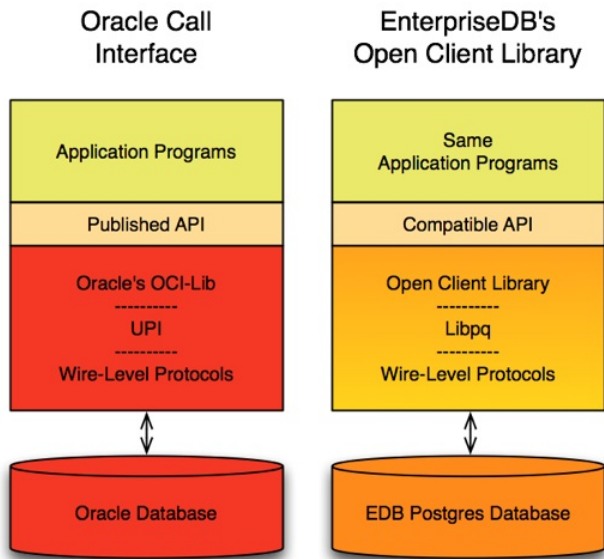 Oracle Call
Interface
Application Programs
Published API
Oracle's OCI-Lib
----------
UPI
----------
Wire-Level Protocols
Oracle Database
EnterpriseDB's
Open Client Library
Same
Application Programs
Compatible API
Open Client Library
----------
Libpq
----------
Wire-Level Protocols
EDB Postgres Database